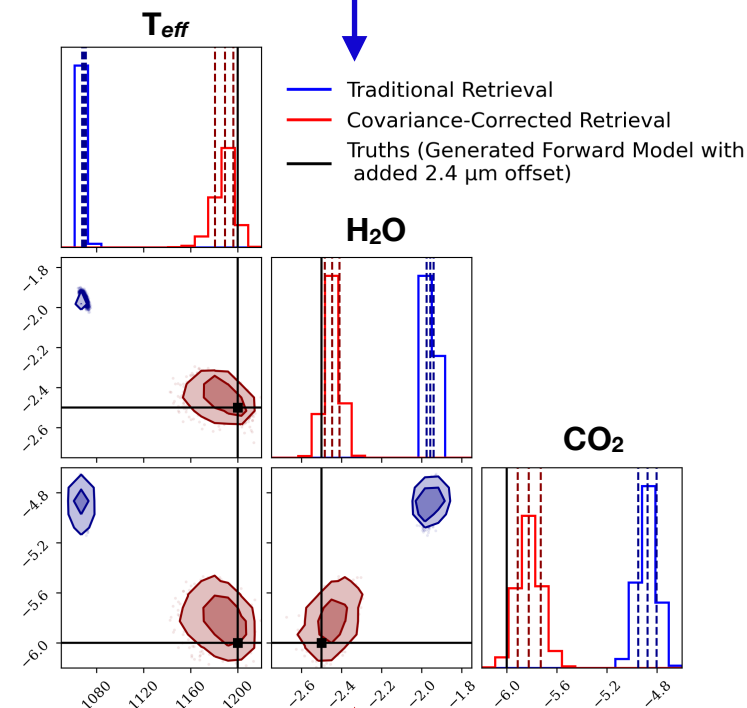 Teff
Traditional Retrieval
Covariance-Corrected Retrieval
Truths (Generated Forward Model with
added 2.4 μm offset)
H₂O
−1.8
−2.0
−2.2
−2.4
−2.6
CO₂
−4.8
−5.2
−5.6
−6.0
1080 1120 1160 1200
−2.6 −2.4 −2.2 −2.0 −1.8
−6.0 −5.6 −5.2 −4.8